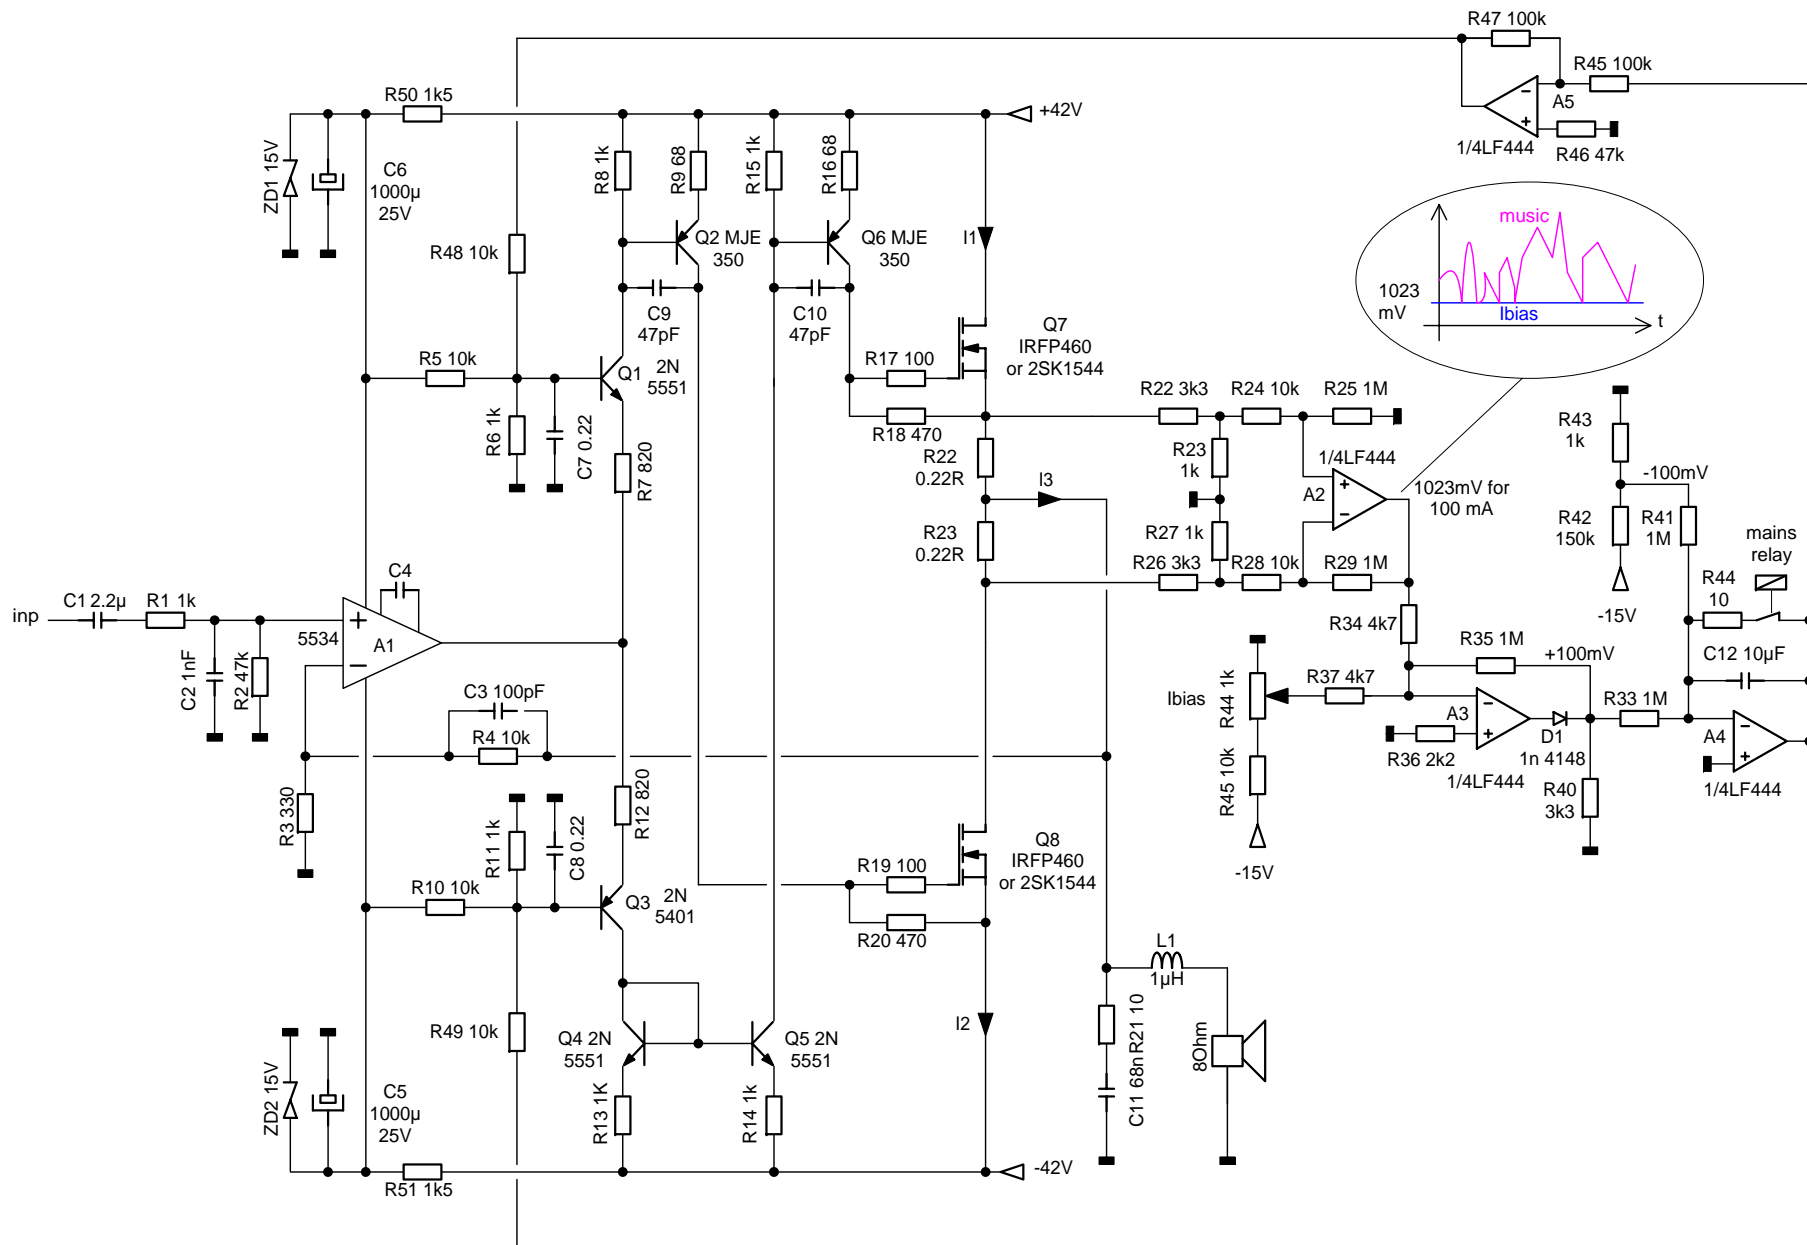 R47 100k
R45 100k
A5
1/4LF444
R46 47k
R50 1k5
+42V
ZD1 15V
C6
1000µ
25V
R8 1k
R9 68
R15 1k
R16 68
R48 10k
Q2 MJE
350
Q6 MJE
350
I1
music
1023
mV
Ibias
t
C9
47pF
C10
47pF
Q7
IRFP460
or 2SK1544
R5 10k
Q1
2N
5551
R17 100
R6 1k
C7 0.22
R7 820
R18 470
R22
0.22R
R22 3k3
R24 10k
R25 1M
R23
1k
1/4LF444
A2
1023mV for
100 mA
I3
R23
0.22R
R27 1k
R26 3k3
R28 10k
R29 1M
R43
1k
-100mV
R42
150k
R41
1M
-15V
mains
relay
R44
10
C4
inp
C1 2.2µ
R1 1k
5534
A1
C2 1nF
R2 47k
R34 4k7
R35 1M
+100mV
C12 10µF
Ibias
R44 1k
R37 4k7
A3
R36 2k2
1/4LF444
D1
1n 4148
R33 1M
A4
1/4LF444
R45 10k
-15V
R40
3k3
C3 100pF
R4 10k
R3 330
R12 820
R11 1k
C8 0.22
R10 10k
Q3
2N
5401
R19 100
R20 470
Q8
IRFP460
or 2SK1544
L1
1µH
R49 10k
Q4 2N
5551
Q5 2N
5551
I2
R21 10
C11 68n
8Ohm
ZD2 15V
C5
1000µ
25V
R13 1K
R14 1k
R51 1k5
-42V